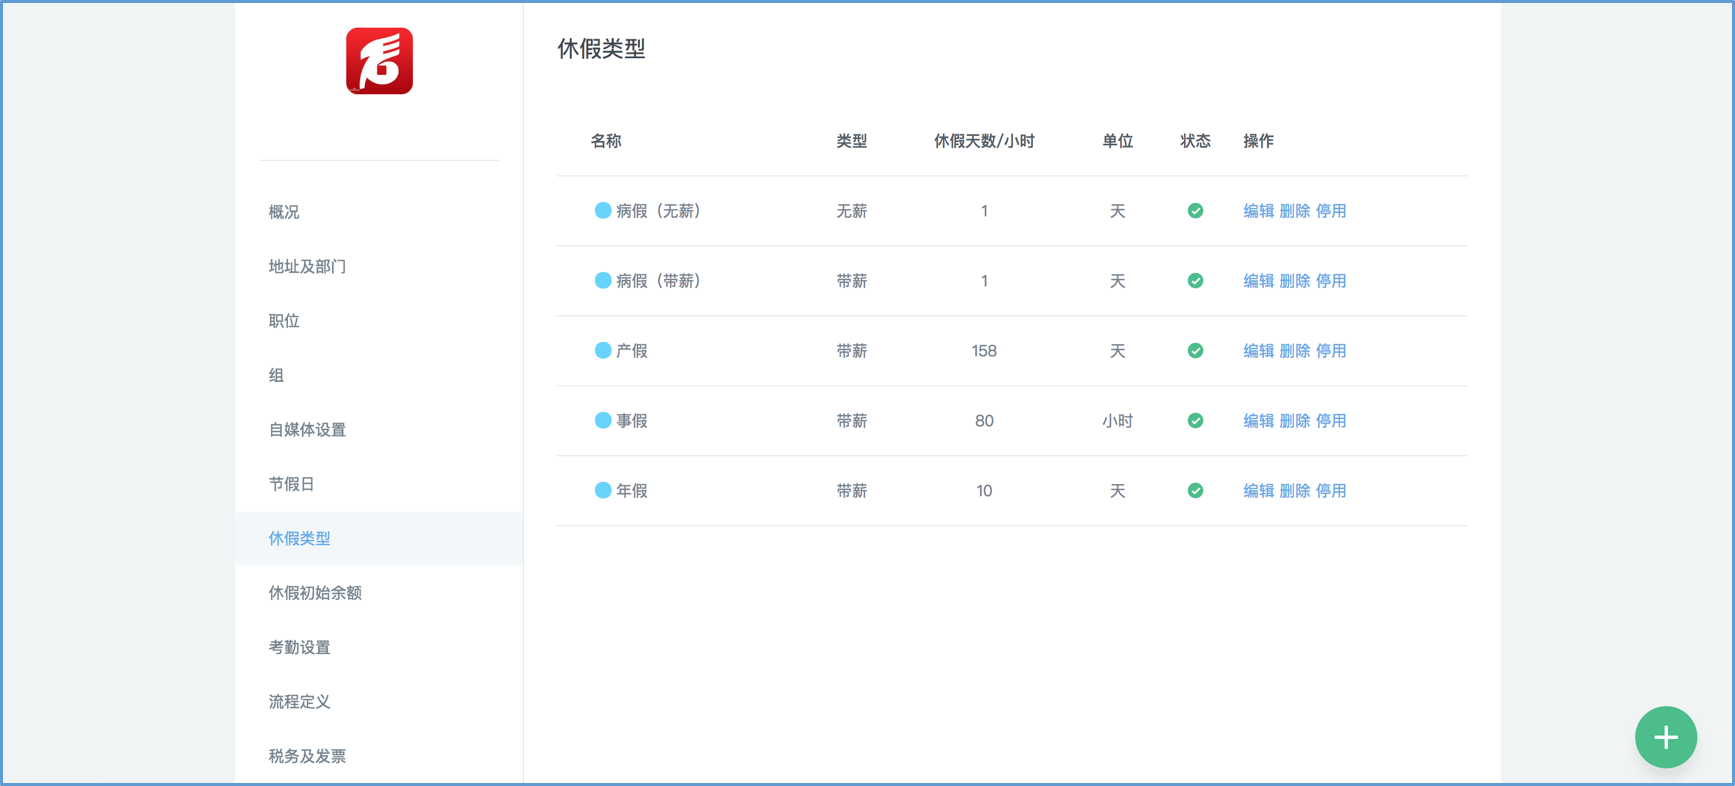 休假类型
名称 类型 休假天数/小时 单位 状态 操作
病假（无薪） 无薪 1 天 编辑 删除 停用
病假（带薪） 带薪 1 天 编辑 删除 停用
产假 带薪 158 天 编辑 删除 停用
事假 带薪 80 小时 编辑 删除 停用
年假 带薪 10 天 编辑 删除 停用
概况
地址及部门
职位
组
自媒体设置
节假日
休假类型
休假初始余额
考勤设置
流程定义
税务及发票